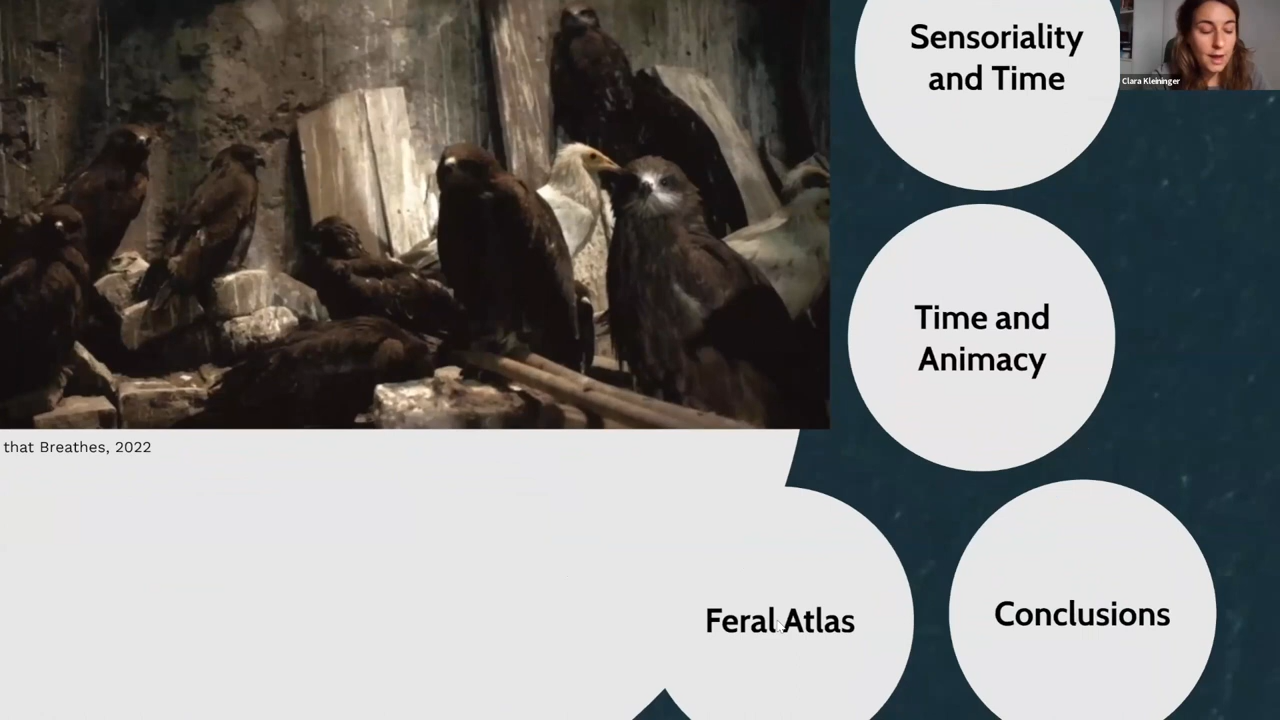 Sensoriality
and Time
Clara Kleininger
Time and
Animacy
that Breathes, 2022
Feral Atlas
Conclusions